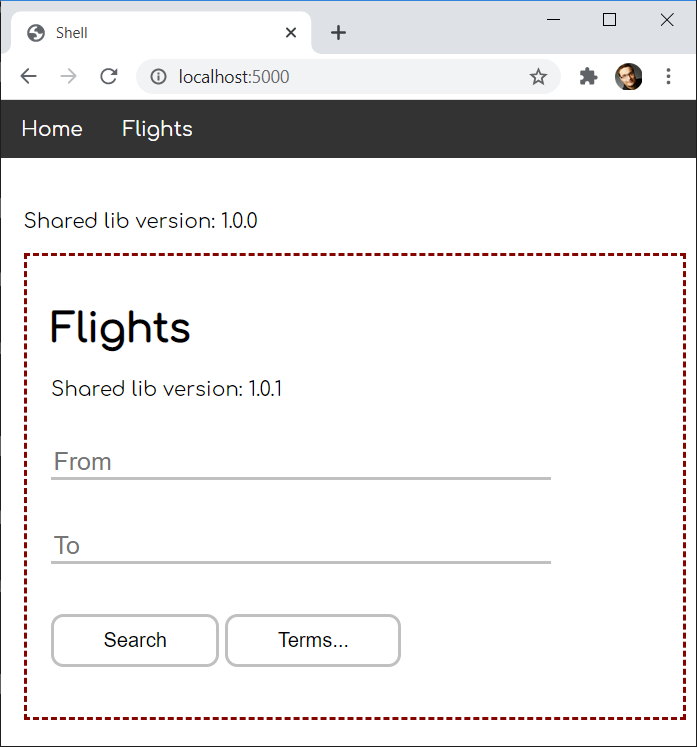 Shell
localhost:5000
Home Flights
Shared lib version: 1.0.0
Flights
Shared lib version: 1.0.1
From
To
Search Terms...